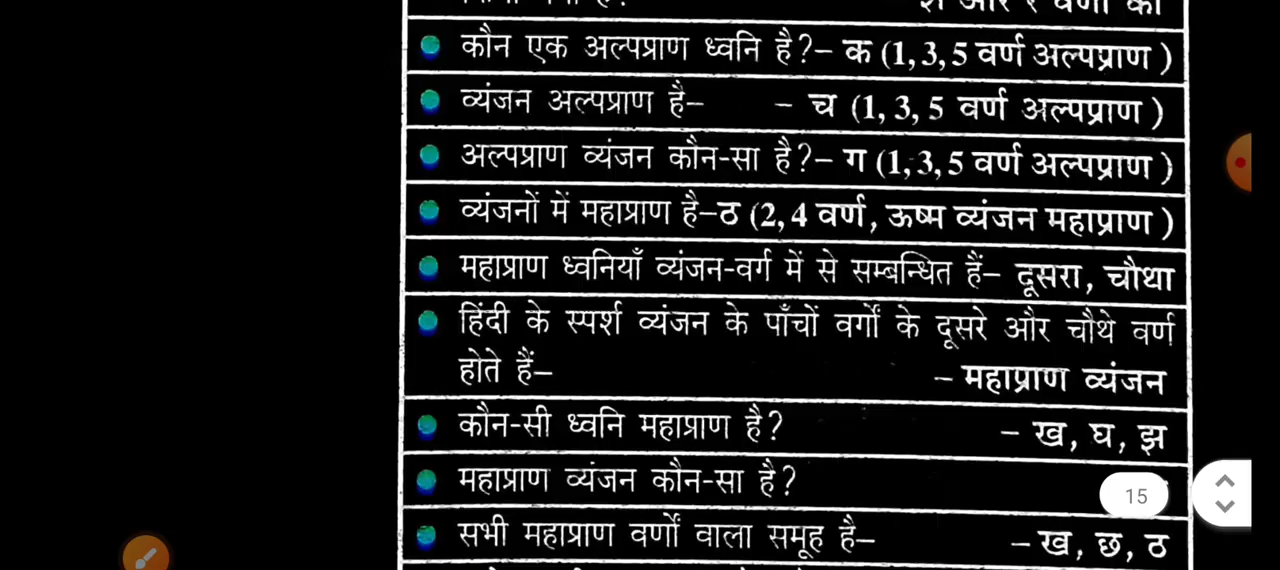 और वर्णों को
कौन एक अल्पप्राण ध्वनि है?– क (1, 3, 5 वर्ण अल्पप्राण )
व्यंजन अल्पप्राण है– – च (1, 3, 5 वर्ण अल्पप्राण )
अल्पप्राण व्यंजन कौन-सा है?– ग (1, 3, 5 वर्ण अल्पप्राण )
व्यंजनों में महाप्राण है–ठ (2, 4 वर्ण, ऊष्म व्यंजन महाप्राण )
महाप्राण ध्वनियाँ व्यंजन-वर्ग में से सम्बन्धित हैं– दूसरा, चौथा
हिंदी के स्पर्श व्यंजन के पाँचों वर्गों के दूसरे और चौथे वर्ण
होते हैं– – महाप्राण व्यंजन
कौन-सी ध्वनि महाप्राण है? – ख, घ, झ
महाप्राण व्यंजन कौन-सा है?
15
सभी महाप्राण वर्णों वाला समूह है– – ख, छ, ठ